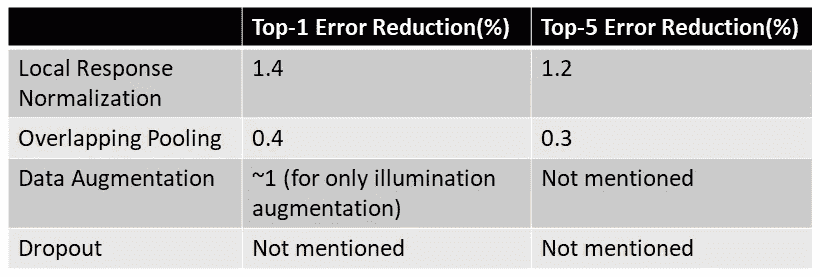 Top-1 Error Reduction(%) Top-5 Error Reduction(%)
Local Response Normalization 1.4 1.2
Overlapping Pooling 0.4 0.3
Data Augmentation ~1 (for only illumination augmentation) Not mentioned
Dropout Not mentioned Not mentioned